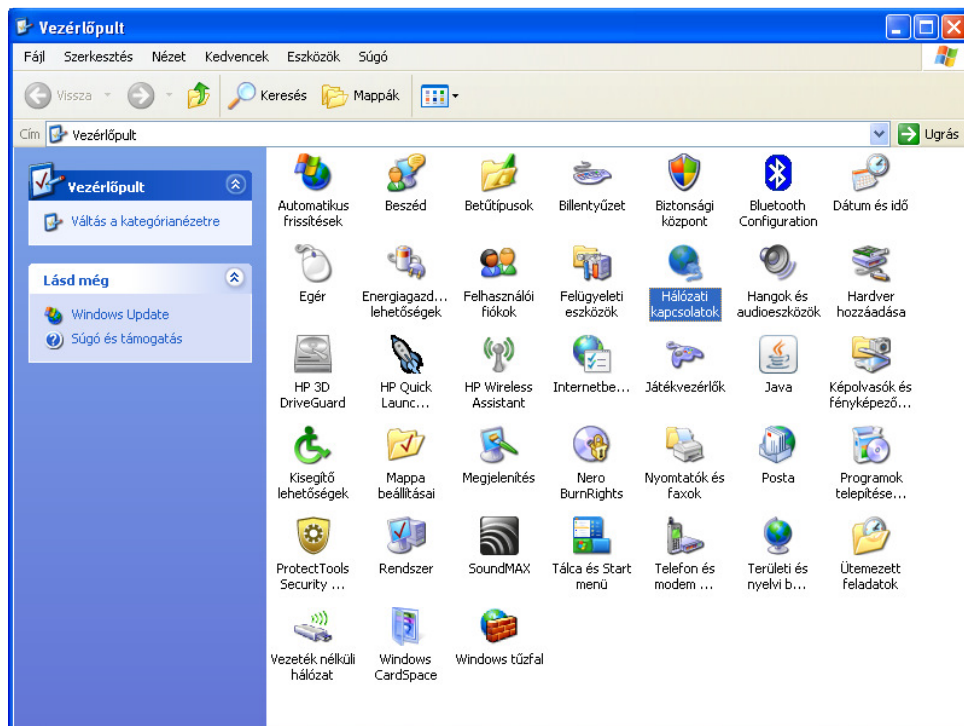 Vezérlőpult
Fájl Szerkesztés Nézet Kedvencek Eszközök Súgó
Vissza Keresés Mappák
Cím Vezérlőpult Ugrás
Vezérlőpult
Váltás a kategórianézetre
Lásd még
Windows Update
Súgó és támogatás
Automatikus frissítések
Beszéd
Betűtípusok
Billentyűzet
Biztonsági központ
Bluetooth Configuration
Dátum és idő
Egér
Energiagazd... lehetőségek
Felhasználói fiókok
Felügyeleti eszközök
Hálózati kapcsolatok
Hangok és audioeszközök
Hardver hozzáadása
HP 3D DriveGuard
HP Quick Launc...
HP Wireless Assistant
Internetbe...
Játékvezérlők
Java
Képolvasók és fényképező...
Kisegítő lehetőségek
Mappa beállításai
Megjelenítés
Nero BurnRights
Nyomtatók és faxok
Posta
Programok telepítése...
ProtectTools Security ...
Rendszer
SoundMAX
Tálca és Start menü
Telefon és modem ...
Területi és nyelvi b...
Ütemezett feladatok
Vezeték nélküli hálózat
Windows CardSpace
Windows tűzfal